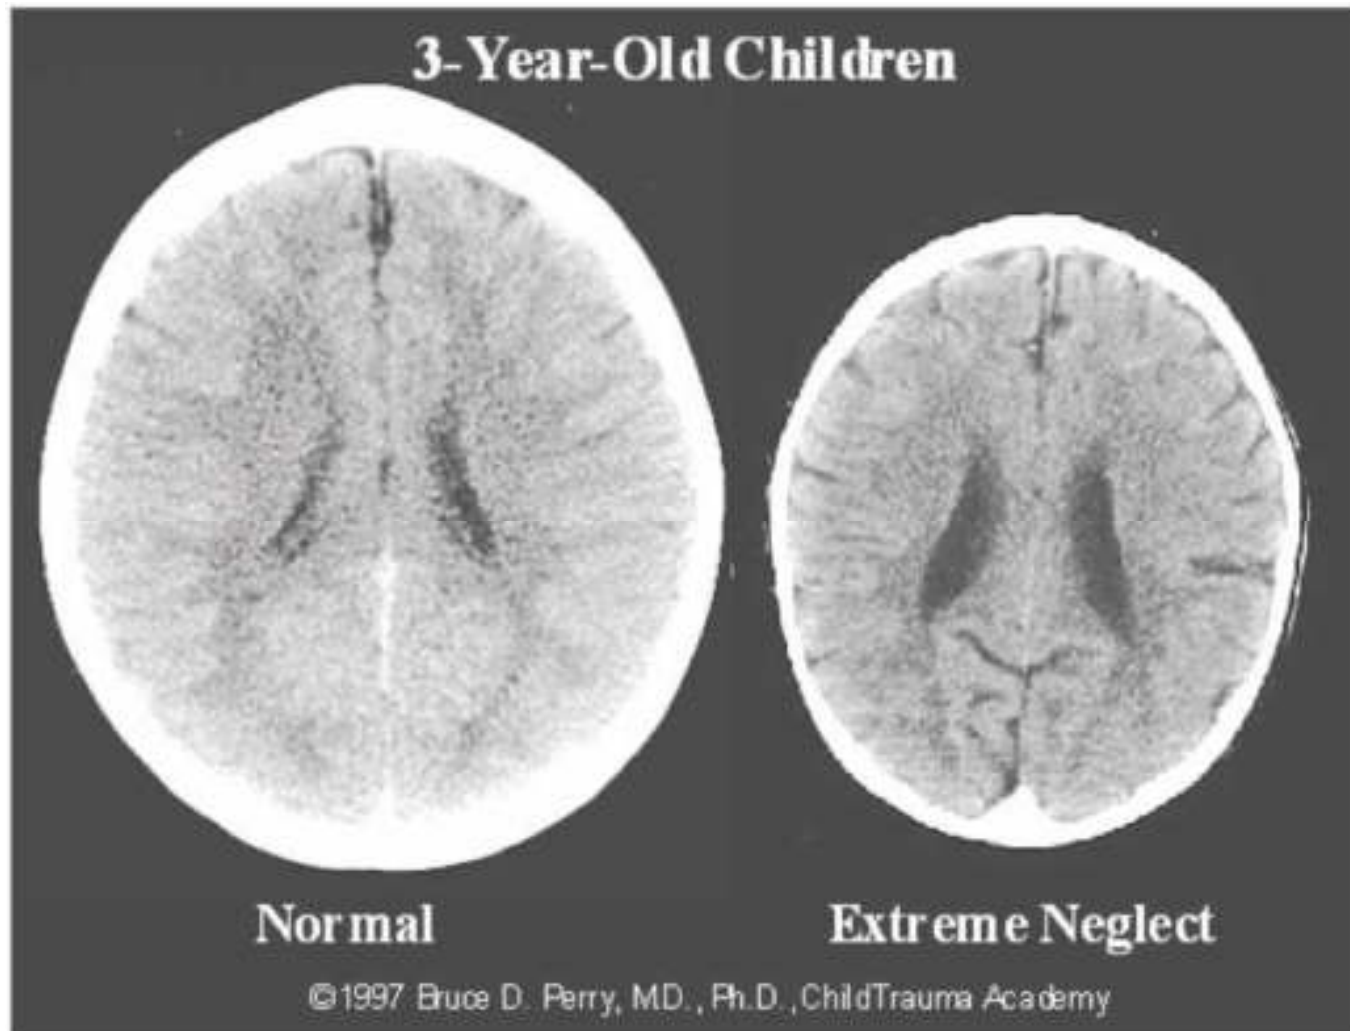 3-Year-Old Children
Normal
Extreme Neglect
©1997 Bruce D. Perry, M.D., Ph.D., ChildTrauma Academy